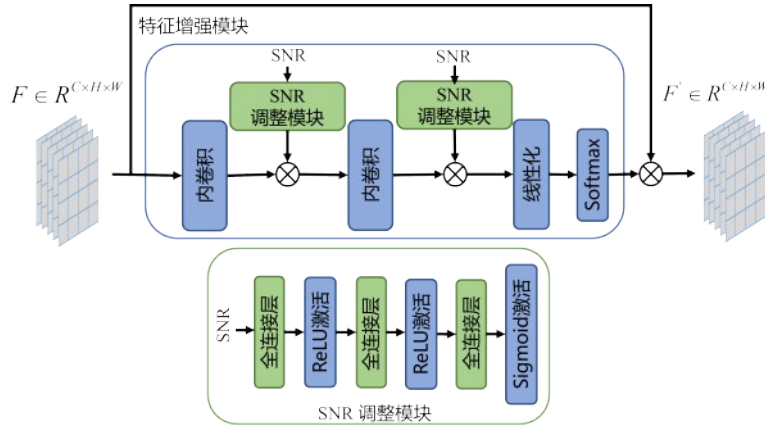 特征增强模块
SNR
SNR
F ∈ R^{C×H×W}
F' ∈ R^{C×H×W}
SNR
调整模块
SNR
调整模块
内卷积
内卷积
线性化
Softmax
SNR
全连接层
ReLU激活
全连接层
ReLU激活
全连接层
Sigmoid激活
SNR 调整模块